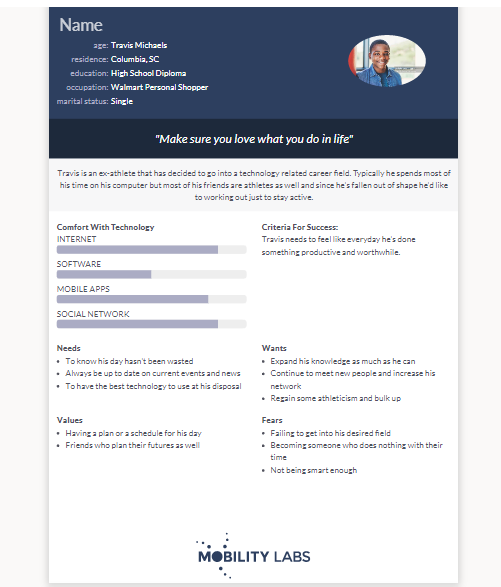 Name
age: Travis Michaels
residence: Columbia, SC
education: High School Diploma
occupation: Walmart Personal Shopper
marital status: Single
"Make sure you love what you do in life"
Travis is an ex-athlete that has decided to go into a technology related career field. Typically he spends most of
his time on his computer but most of his friends are athletes as well and since he's fallen out of shape he'd like
to working out just to stay active.
Comfort With Technology
INTERNET
SOFTWARE
MOBILE APPS
SOCIAL NETWORK
Criteria For Success:
Travis needs to feel like everyday he's done
something productive and worthwhile.
Needs
• To know his day hasn't been wasted
• Always be up to date on current events and news
• To have the best technology to use at his disposal
Wants
• Expand his knowledge as much as he can
• Continue to meet new people and increase his
network
• Regain some athleticism and bulk up
Values
• Having a plan or a schedule for his day
• Friends who plan their futures as well
Fears
• Failing to get into his desired field
• Becoming someone who does nothing with their
time
• Not being smart enough
MOBILITY LABS